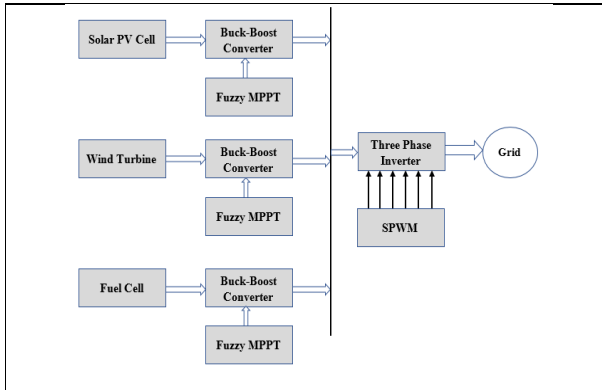 Solar PV Cell
Buck-Boost
Converter
Fuzzy MPPT
Wind Turbine
Buck-Boost
Converter
Fuzzy MPPT
Three Phase
Inverter
Grid
SPWM
Fuel Cell
Buck-Boost
Converter
Fuzzy MPPT